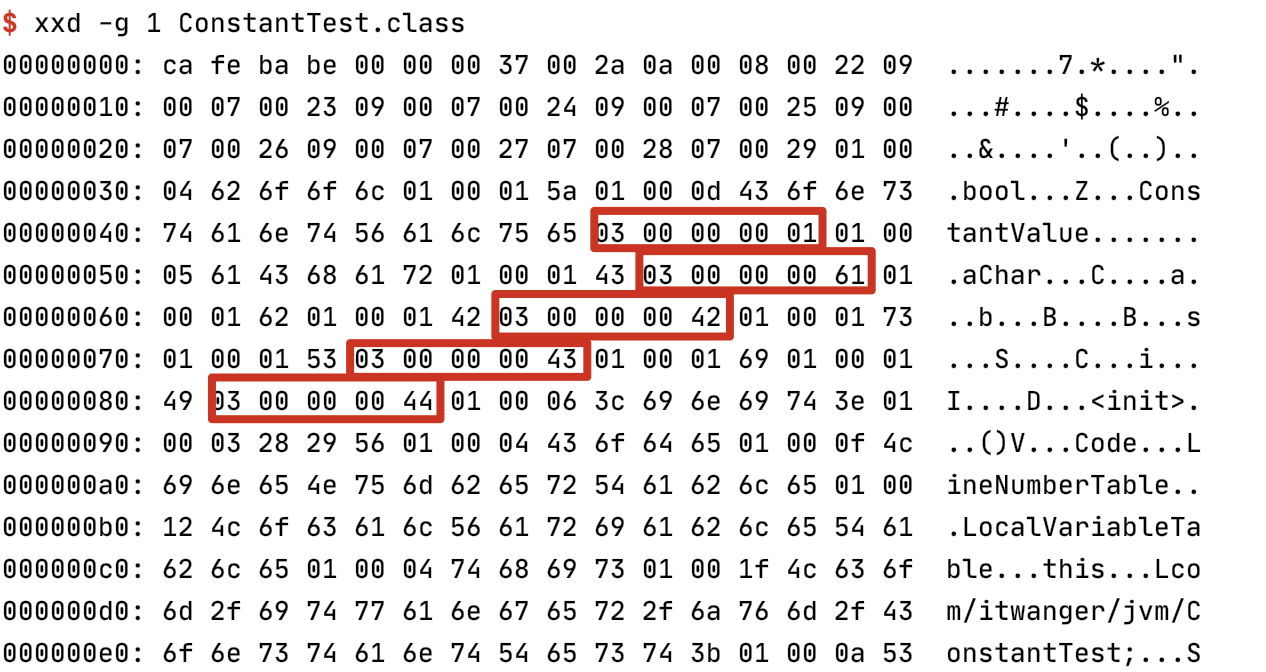 $ xxd -g 1 ConstantTest.class
00000000: ca fe ba be 00 00 00 37 00 2a 0a 00 08 00 22 09  .......7.*....".
00000010: 00 07 00 23 09 00 07 00 24 09 00 07 00 25 09 00  ...#....$....%..
00000020: 07 00 26 09 00 07 00 27 07 00 28 07 00 29 01 00  ..&....'..(..)..
00000030: 04 62 6f 6f 6c 01 00 01 5a 01 00 0d 43 6f 6e 73  .bool...Z...Cons
00000040: 74 61 6e 74 56 61 6c 75 65 03 00 00 00 01 01 00  tantValue.......
00000050: 05 61 43 68 61 72 01 00 01 43 03 00 00 00 61 01  .aChar...C....a.
00000060: 00 01 62 01 00 01 42 03 00 00 00 42 01 00 01 73  ..b...B....B...s
00000070: 01 00 01 53 03 00 00 00 43 01 00 01 69 01 00 01  ...S....C...i...
00000080: 49 03 00 00 00 44 01 00 06 3c 69 6e 69 74 3e 01  I....D...<init>.
00000090: 00 03 28 29 56 01 00 04 43 6f 64 65 01 00 0f 4c  ..()V...Code...L
000000a0: 69 6e 65 4e 75 6d 62 65 72 54 61 62 6c 65 01 00  ineNumberTable..
000000b0: 12 4c 6f 63 61 6c 56 61 72 69 61 62 6c 65 54 61  .LocalVariableTa
000000c0: 62 6c 65 01 00 04 74 68 69 73 01 00 1f 4c 63 6f  ble...this...Lco
000000d0: 6d 2f 69 74 77 61 6e 67 65 72 2f 6a 76 6d 2f 43  m/itwanger/jvm/C
000000e0: 6f 6e 73 74 61 6e 74 54 65 73 74 3b 01 00 0a 53  onstantTest;...S